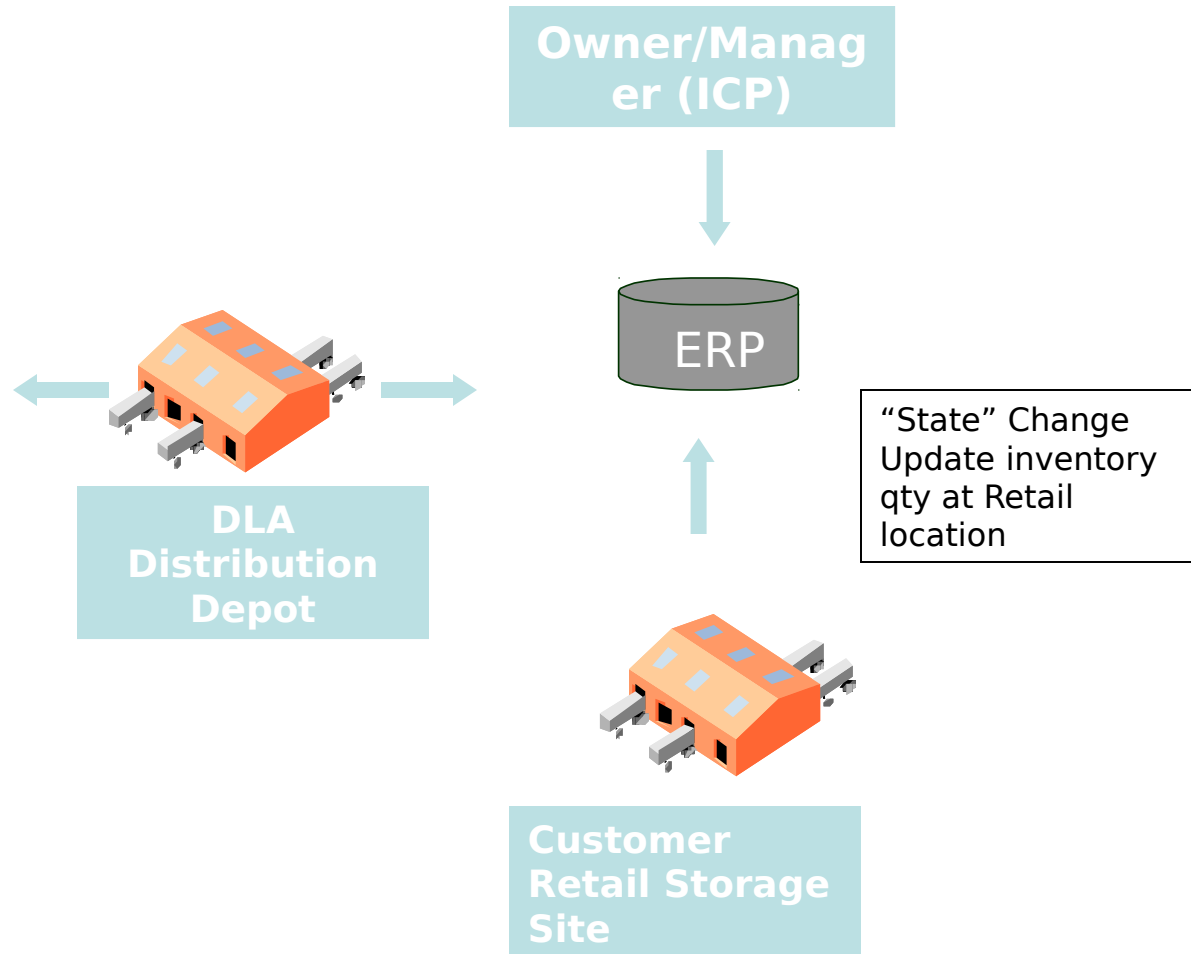 Owner/Manag
er (ICP)
ERP
“State” Change
Update inventory
qty at Retail
location
DLA
Distribution
Depot
Customer
Retail Storage
Site